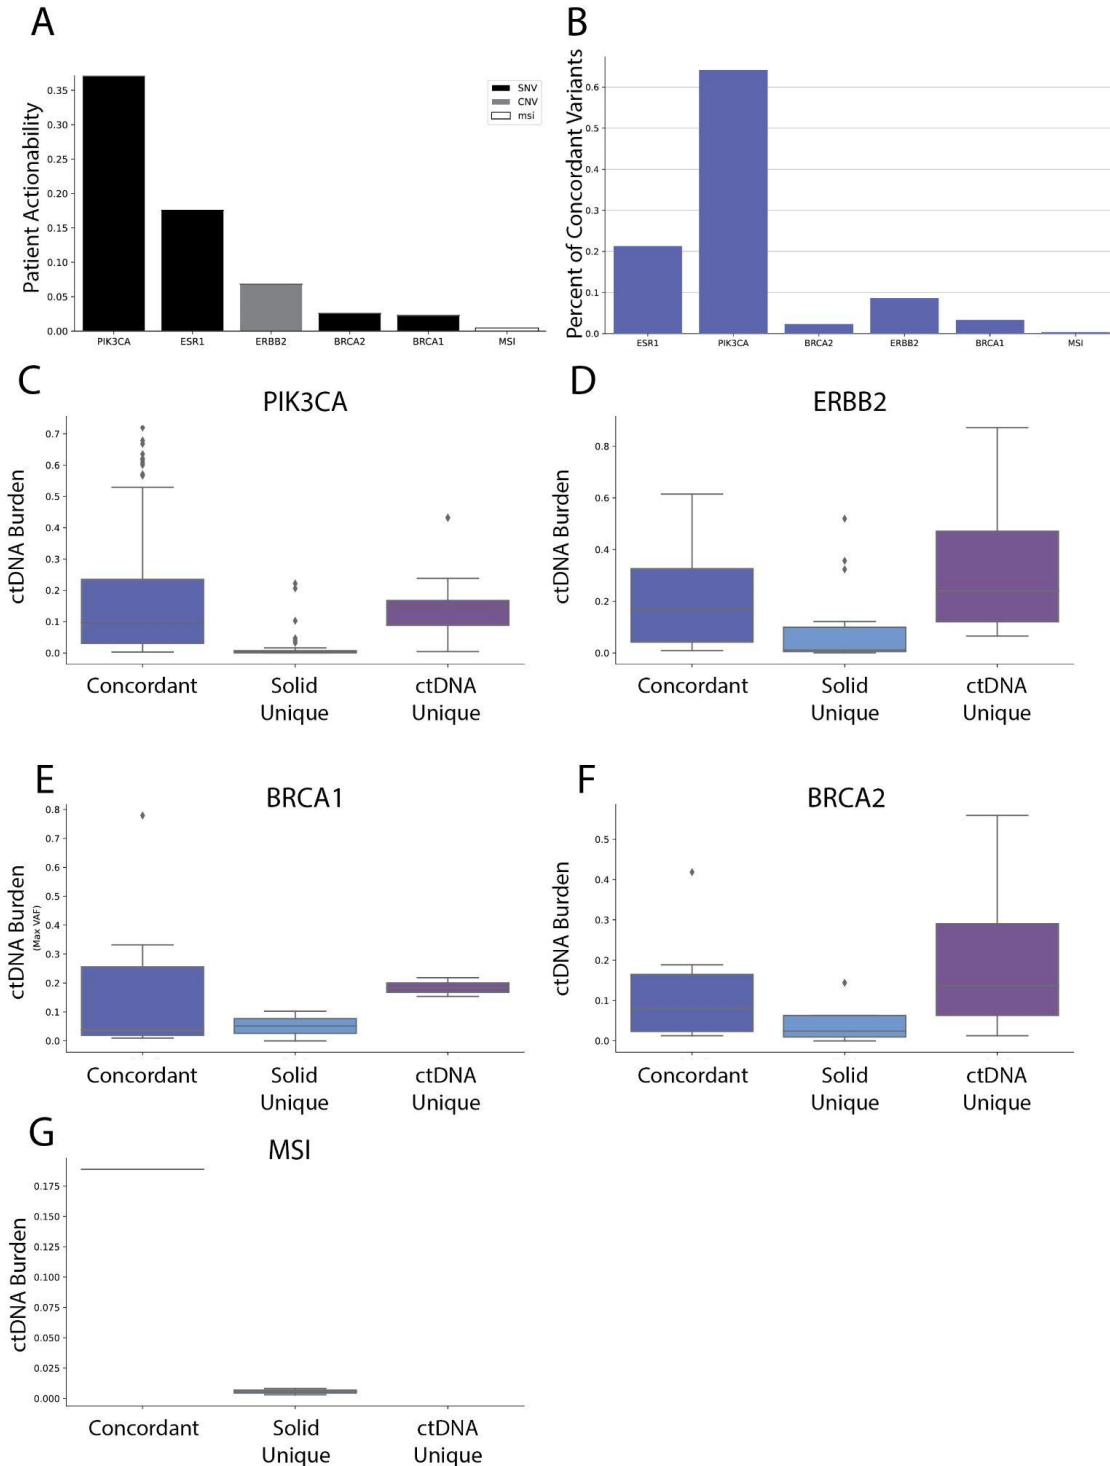 A
Patient Actionability
0.35
0.30
0.25
0.20
0.15
0.10
0.05
0.00
SNV
CNV
msi
PIK3CA ESR1 ERBB2 BRCA2 BRCA1 MSI
B
Percent of Concordant Variants
0.6
0.5
0.4
0.3
0.2
0.1
0.0
ESR1 PIK3CA BRCA2 ERBB2 BRCA1 MSI
C
PIK3CA
ctDNA Burden
0.7
0.6
0.5
0.4
0.3
0.2
0.1
0.0
Concordant Solid ctDNA
Unique Unique
D
ERBB2
ctDNA Burden
0.8
0.6
0.4
0.2
0.0
Concordant Solid ctDNA
Unique Unique
E
BRCA1
ctDNA Burden
(Max VAF)
0.8
0.7
0.6
0.5
0.4
0.3
0.2
0.1
0.0
Concordant Solid ctDNA
Unique Unique
F
BRCA2
ctDNA Burden
0.5
0.4
0.3
0.2
0.1
0.0
Concordant Solid ctDNA
Unique Unique
G
MSI
ctDNA Burden
0.175
0.150
0.125
0.100
0.075
0.050
0.025
0.000
Concordant Solid ctDNA
Unique Unique